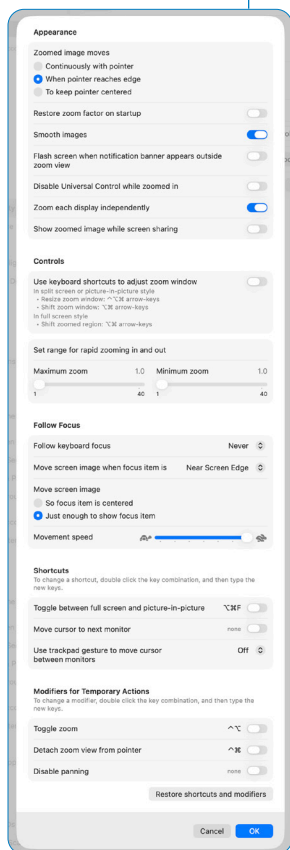 Appearance
Zoomed image moves
Continuously with pointer
When pointer reaches edge
To keep pointer centered
Restore zoom factor on startup
Smooth images
Flash screen when notification banner appears outside
zoom view
Disable Universal Control while zoomed in
Zoom each display independently
Show zoomed image while screen sharing
Controls
Use keyboard shortcuts to adjust zoom window
In split screen or picture-in-picture style
- Resize zoom window: ^⌥⌘ arrow-keys
- Shift zoom window: ⌥⌘ arrow-keys
In full screen style
- Shift zoomed region: ⌥⌘ arrow-keys
Set range for rapid zooming in and out
Maximum zoom 1.0 Minimum zoom 1.0
1 40 1 40
Follow Focus
Follow keyboard focus Never
Move screen image when focus item is Near Screen Edge
Move screen image
So focus item is centered
Just enough to show focus item
Movement speed
Shortcuts
To change a shortcut, double click the key combination, and then type the
new keys.
Toggle between full screen and picture-in-picture ⌥⌘F
Move cursor to next monitor none
Use trackpad gesture to move cursor Off
between monitors
Modifiers for Temporary Actions
To change a modifier, double click the key combination, and then type the
new keys.
Toggle zoom ^⌥
Detach zoom view from pointer ^⌘
Disable panning none
Restore shortcuts and modifiers
Cancel OK